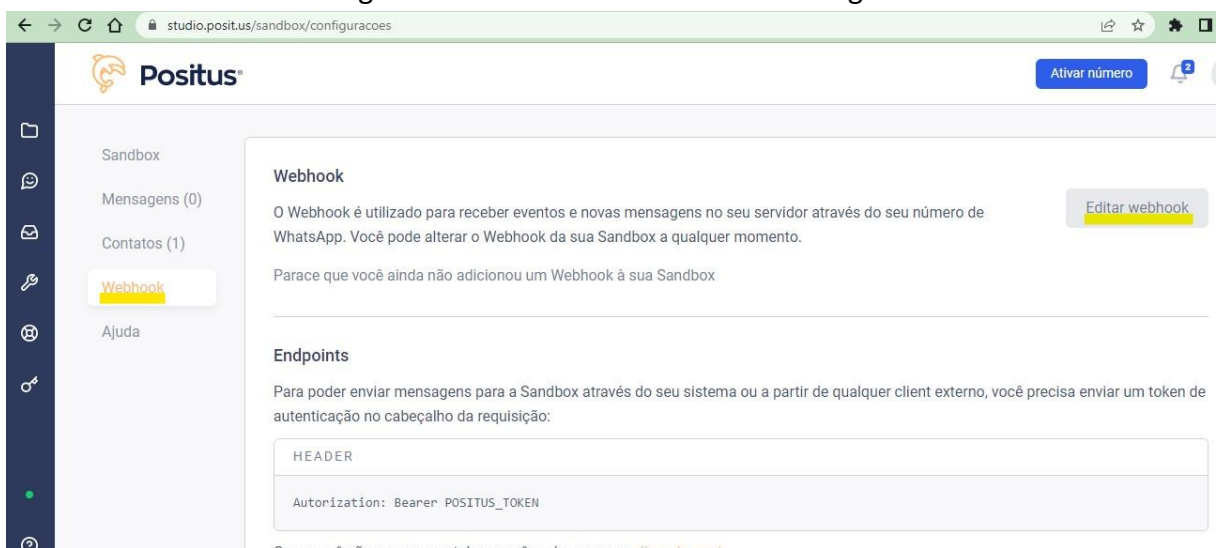 studio.posit.us/sandbox/configuracoes
Positus
Ativar número
2
Sandbox
Mensagens (0)
Contatos (1)
Webhook
Ajuda
Webhook
O Webhook é utilizado para receber eventos e novas mensagens no seu servidor através do seu número de
WhatsApp. Você pode alterar o Webhook da sua Sandbox a qualquer momento.
Editar webhook
Parace que você ainda não adicionou um Webhook à sua Sandbox
Endpoints
Para poder enviar mensagens para a Sandbox através do seu sistema ou a partir de qualquer client externo, você precisa enviar um token de
autenticação no cabeçalho da requisição:
HEADER
Autorization: Bearer POSITUS_TOKEN